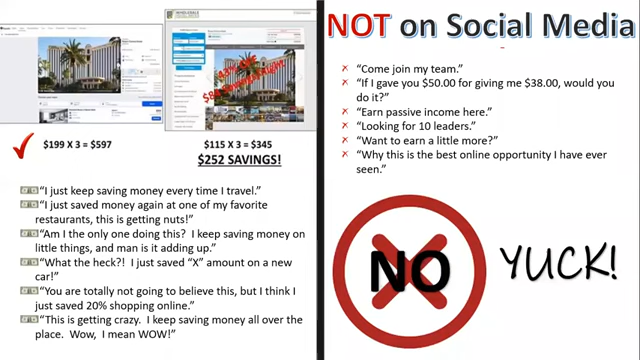 $199 X 3 = $597
$115 X 3 = $345
$252 SAVINGS!
“I just keep saving money every time I travel.”
“I just saved money again at one of my favorite
restaurants, this is getting nuts!”
“Am I the only one doing this?  I keep saving money on
little things, and man is it adding up.”
“What the heck?!  I just saved “X” amount on a new
car!”
“You are totally not going to believe this, but I think I
just saved 20% shopping online.”
“This is getting crazy.  I keep saving money all over the
place.  Wow, I mean WOW!”
NOT on Social Media
“Come join my team.”
“If I gave you $50.00 for giving me $38.00, would you
do it?”
“Earn passive income here.”
“Looking for 10 leaders.”
“Want to earn a little more?”
“Why this is the best online opportunity I have ever
seen.”
NO
YUCK!